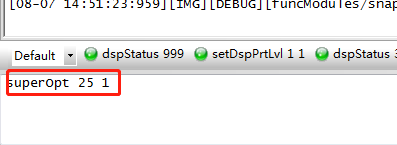 [08-07 14:51:23:959][IMG][DEBUG][funcModules/snap
Default dspStatus 999 setDspPrtLvl 1 1 dspStatus 3
superOpt 25 1